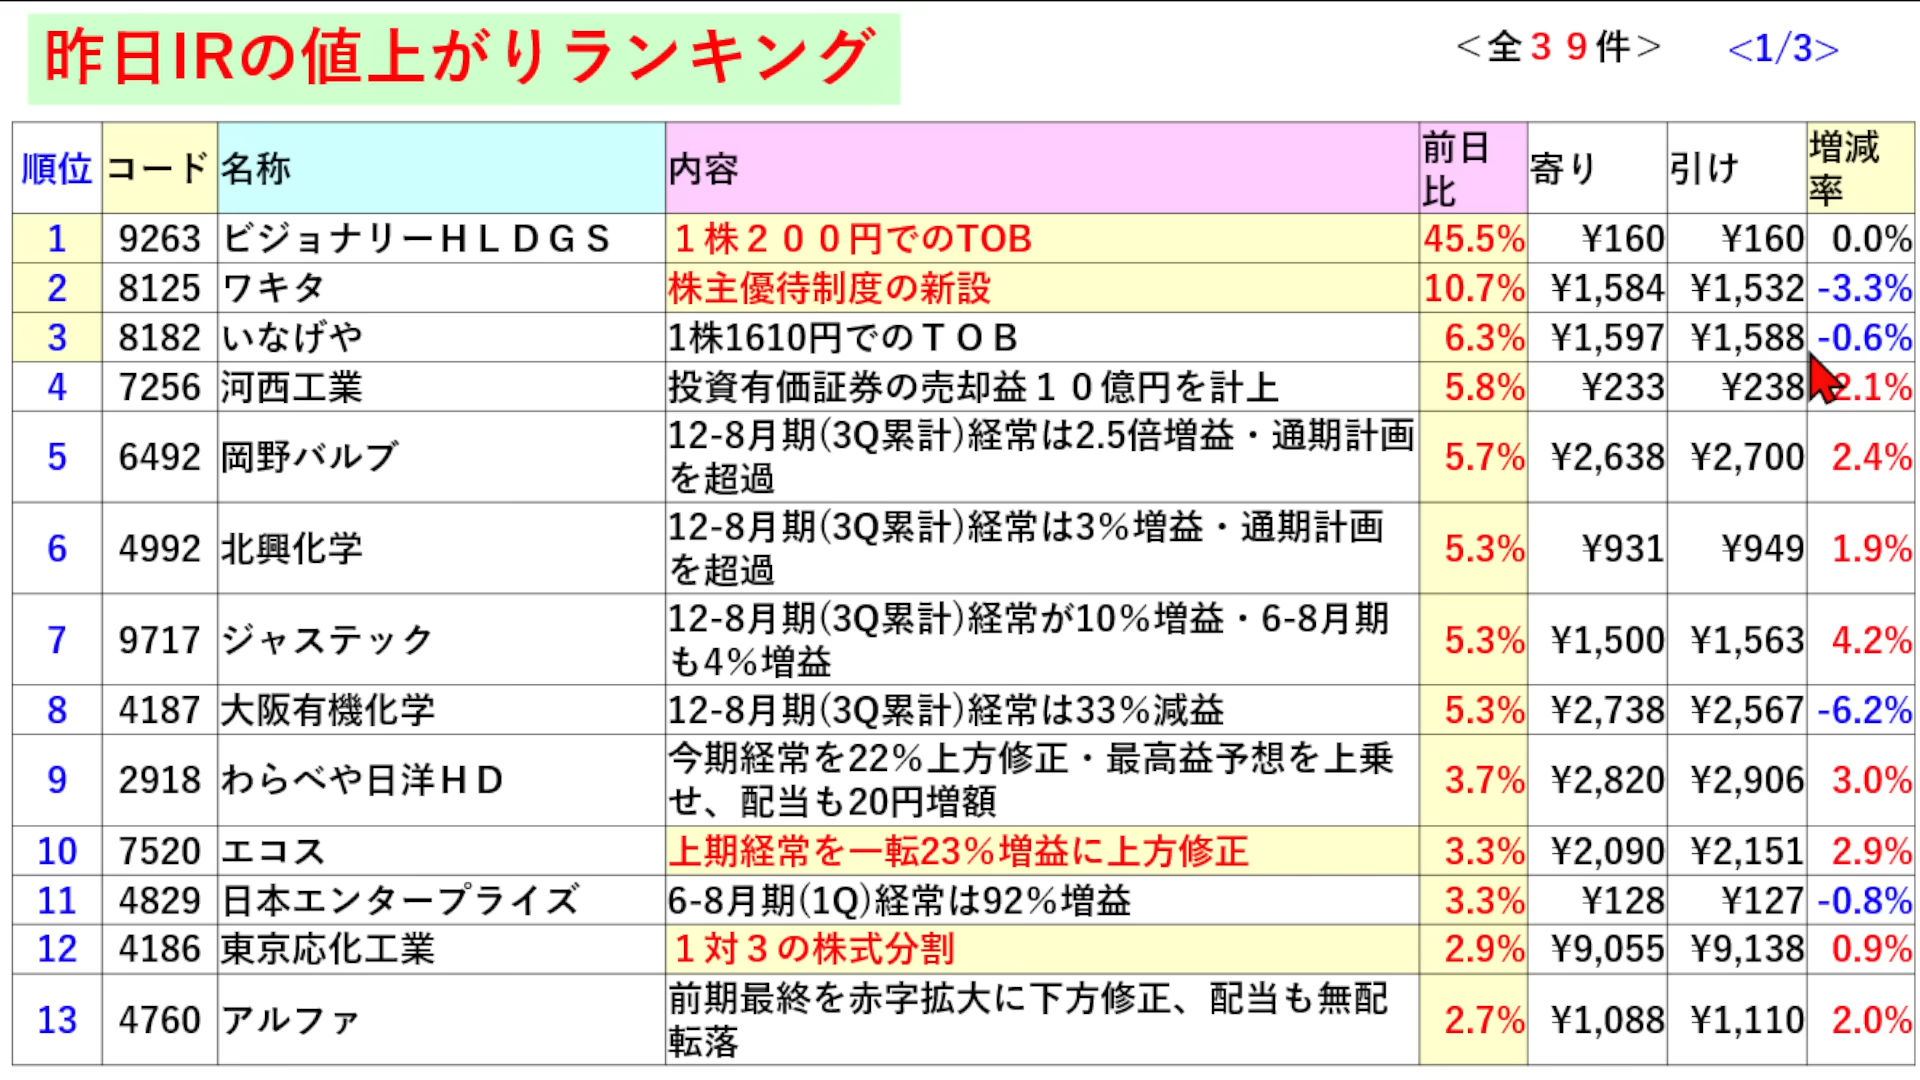 昨日IRの値上がりランキング
＜全３９件＞ <1/3>
順位 コード 名称 内容 前日比 寄り 引け 増減率
1 9263 ビジョナリーＨＬＤＧＳ １株２００円でのTOB 45.5% ¥160 ¥160 0.0%
2 8125 ワキタ 株主優待制度の新設 10.7% ¥1,584 ¥1,532 -3.3%
3 8182 いなげや 1株1610円でのＴＯＢ 6.3% ¥1,597 ¥1,588 -0.6%
4 7256 河西工業 投資有価証券の売却益１０億円を計上 5.8% ¥233 ¥238 2.1%
5 6492 岡野バルブ 12-8月期(3Q累計)経常は2.5倍増益・通期計画
を超過 5.7% ¥2,638 ¥2,700 2.4%
6 4992 北興化学 12-8月期(3Q累計)経常は3%増益・通期計画
を超過 5.3% ¥931 ¥949 1.9%
7 9717 ジャステック 12-8月期(3Q累計)経常が10%増益・6-8月期
も4%増益 5.3% ¥1,500 ¥1,563 4.2%
8 4187 大阪有機化学 12-8月期(3Q累計)経常は33%減益 5.3% ¥2,738 ¥2,567 -6.2%
9 2918 わらべや日洋ＨＤ 今期経常を22%上方修正・最高益予想を上乗
せ、配当も20円増額 3.7% ¥2,820 ¥2,906 3.0%
10 7520 エコス 上期経常を一転23%増益に上方修正 3.3% ¥2,090 ¥2,151 2.9%
11 4829 日本エンタープライズ 6-8月期(1Q)経常は92%増益 3.3% ¥128 ¥127 -0.8%
12 4186 東京応化工業 １対３の株式分割 2.9% ¥9,055 ¥9,138 0.9%
13 4760 アルファ 前期最終を赤字拡大に下方修正、配当も無配
転落 2.7% ¥1,088 ¥1,110 2.0%